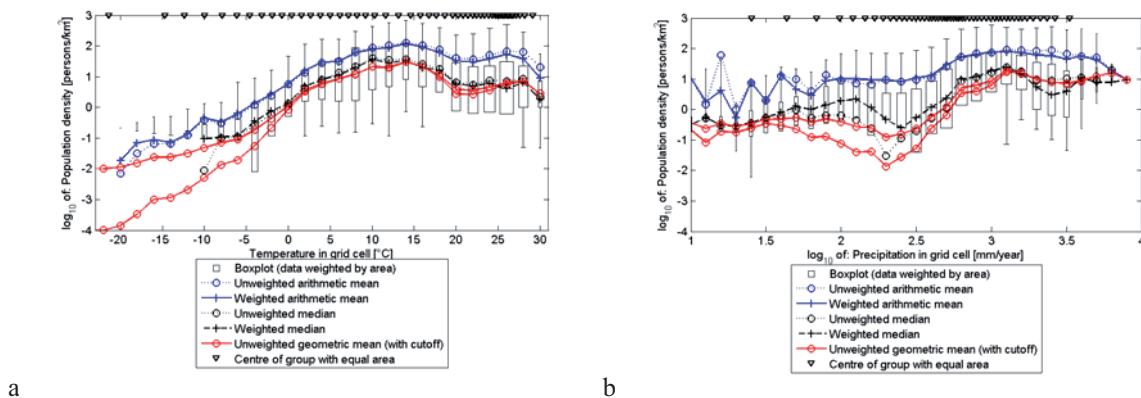 3
2
1
0
-1
-2
-3
-4
log10 of: Population density [persons/km²]
-20 -15 -10 -5 0 5 10 15 20 25 30
Temperature in grid cell [°C]
Boxplot (data weighted by area)
Unweighted arithmetic mean
Weighted arithmetic mean
Unweighted median
Weighted median
Unweighted geometric mean (with cutoff)
Centre of group with equal area
a
3
2
1
0
-1
-2
-3
-4
log10 of: Population density [persons/km²]
1 1.5 2 2.5 3 3.5 4
log10 of: Precipitation in grid cell [mm/year]
Boxplot (data weighted by area)
Unweighted arithmetic mean
Weighted arithmetic mean
Unweighted median
Weighted median
Unweighted geometric mean (with cutoff)
Centre of group with equal area
b